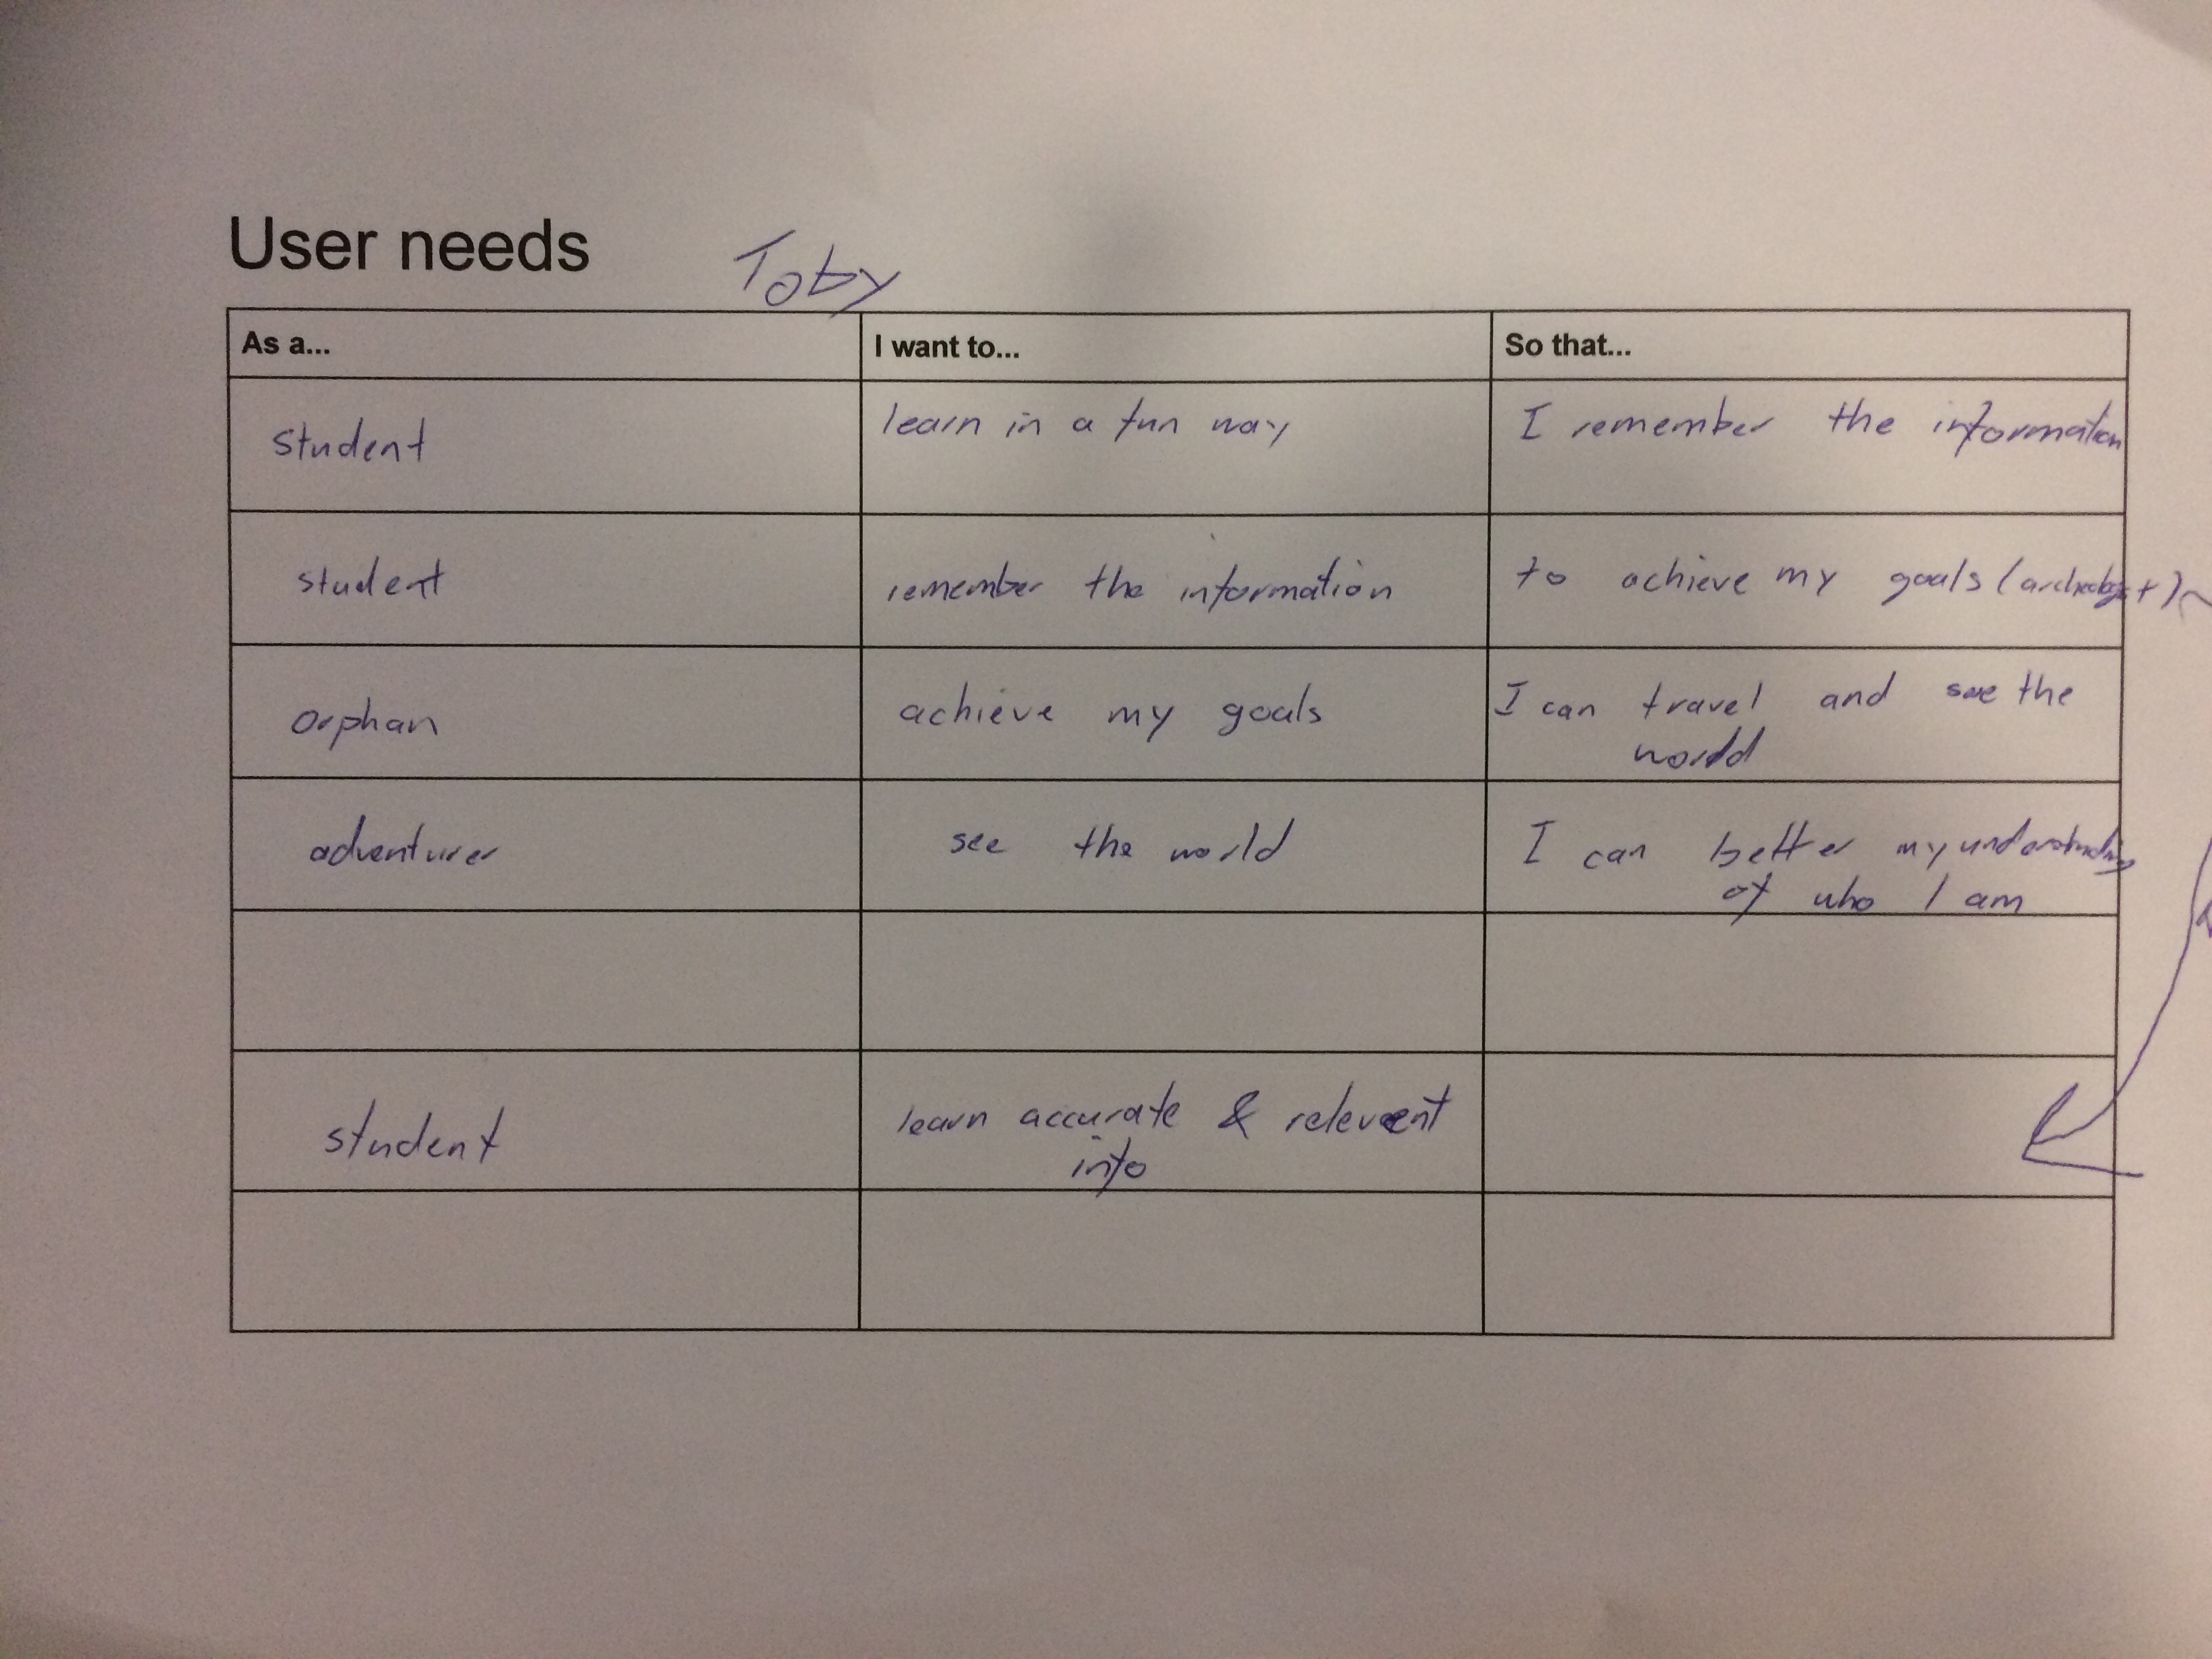 User needs
Toby
As a... I want to... So that...
student learn in a fun way I remember the information
student remember the information to achieve my goals (archeologist)
orphan achieve my goals I can travel and see the
world
adventurer see the world I can better my understanding
of who I am
student learn accurate & relevent
info